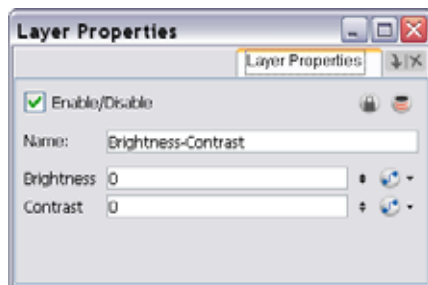 Layer Properties
Layer Properties
Enable/Disable
Name: Brightness-Contrast
Brightness 0
Contrast 0